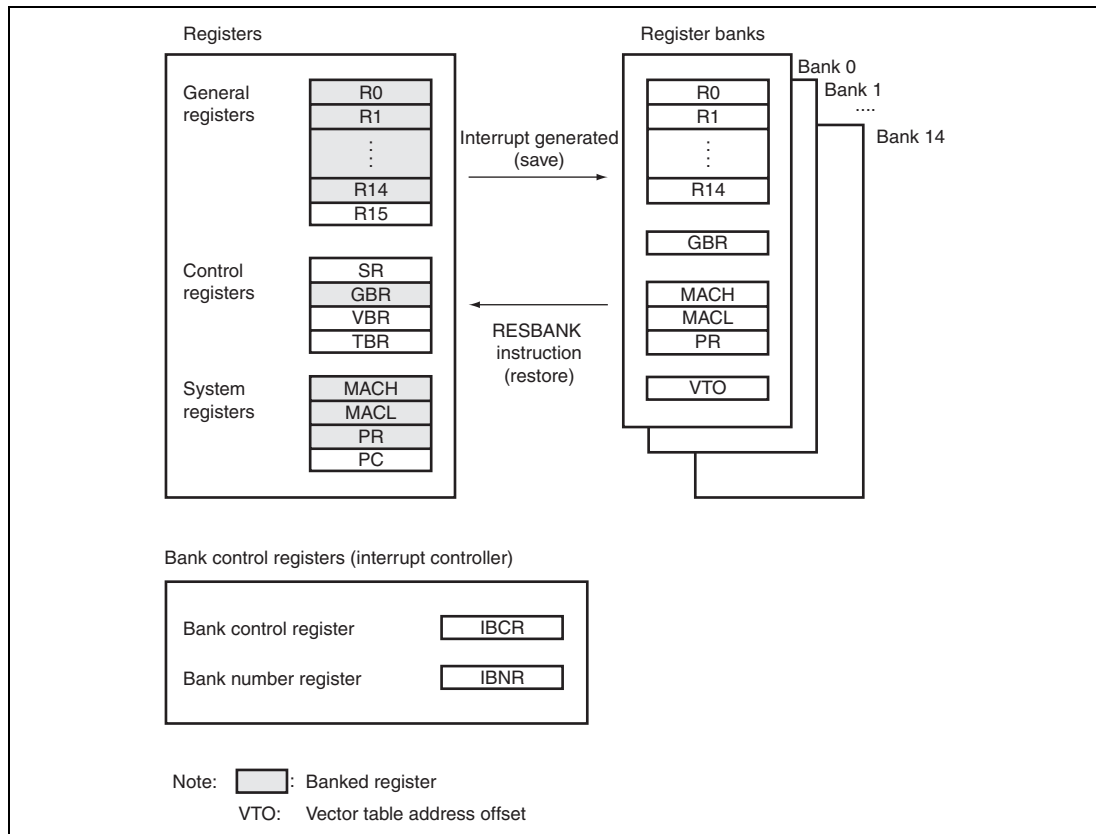 Registers
General
registers
R0
R1
⋮
R14
R15
Control
registers
SR
GBR
VBR
TBR
System
registers
MACH
MACL
PR
PC
Interrupt generated
(save)
RESBANK
instruction
(restore)
Register banks
Bank 0
Bank 1
....
Bank 14
R0
R1
⋮
R14
GBR
MACH
MACL
PR
VTO
Bank control registers (interrupt controller)
Bank control register IBCR
Bank number register IBNR
Note: : Banked register
VTO: Vector table address offset